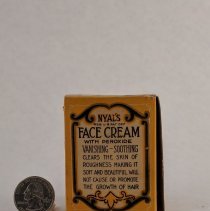 NYAL'S
FACE CREAM
WITH PEROXIDE
VANISHING - SOOTHING
CLEARS THE SKIN OF
ROUGHNESS MAKING IT
SOFT AND BEAUTIFUL. WILL
NOT CAUSE OR PROMOTE
THE GROWTH OF HAIR